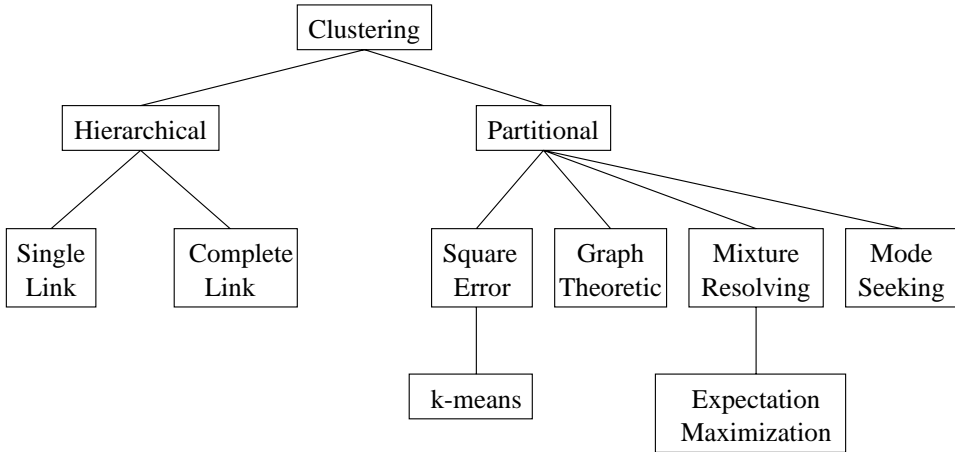 Clustering
Hierarchical
Partitional
Single
Link
Complete
Link
Square
Error
Graph
Theoretic
Mixture
Resolving
Mode
Seeking
k-means
Expectation
Maximization